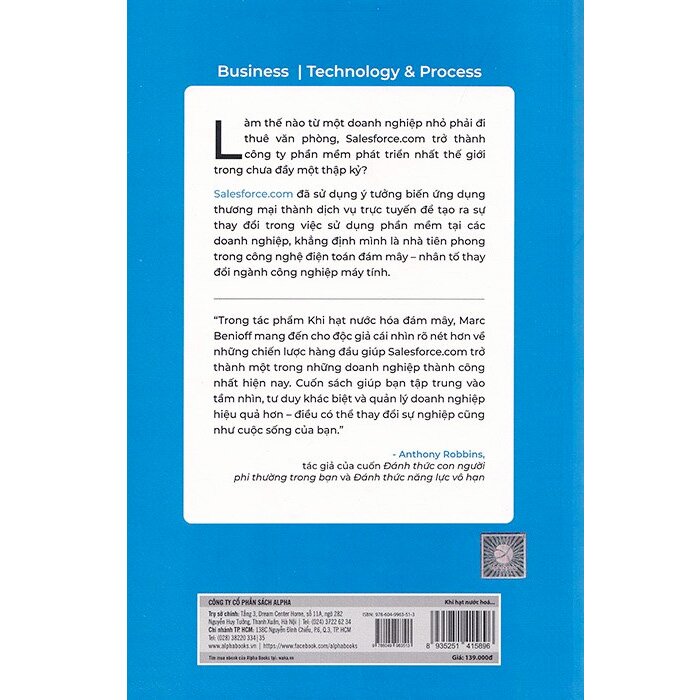 Business | Technology & Process
Làm thế nào từ một doanh nghiệp nhỏ phải đi
thuê văn phòng, Salesforce.com trở thành
công ty phần mềm phát triển nhất thế giới
trong chưa đầy một thập kỷ?
Salesforce.com đã sử dụng ý tưởng biến ứng dụng
thương mại thành dịch vụ trực tuyến để tạo ra sự
thay đổi trong việc sử dụng phần mềm tại các
doanh nghiệp, khẳng định mình là nhà tiên phong
trong công nghệ điện toán đám mây – nhân tố thay
đổi ngành công nghiệp máy tính.
“Trong tác phẩm Khi hạt nước hóa đám mây, Marc
Benioff mang đến cho độc giả cái nhìn rõ nét hơn về
những chiến lược hàng đầu giúp Salesforce.com trở
thành một trong những doanh nghiệp thành công
nhất hiện nay. Cuốn sách giúp bạn tập trung vào
tầm nhìn, tư duy khác biệt và quản lý doanh nghiệp
hiệu quả hơn – điều có thể thay đổi sự nghiệp cũng
như cuộc sống của bạn.”
- Anthony Robbins,
tác giả của cuốn Đánh thức con người
phi thường trong bạn và Đánh thức năng lực vô hạn
CÔNG TY CỔ PHẦN SÁCH ALPHA
Trụ sở chính: Tầng 3, Dream Center Home, số 11A, ngõ 282
Nguyễn Huy Tưởng, Thanh Xuân, Hà Nội | Tel: (024) 3722 62 34
Chi nhánh TP. HCM: 138C Nguyễn Đình Chiểu, P.6, Q.3, TP HCM
Tel: (028) 38220 334 | 35
www.alphabooks.vn | https://www.facebook.com/alphabooks
Tìm mua ebook của Alpha Books tại: waka.vn
ISBN: 978-604-9963-51-3
9 786049 963513
Khi hạt nước hoá...
8 935251 415896
Giá: 139.000đ